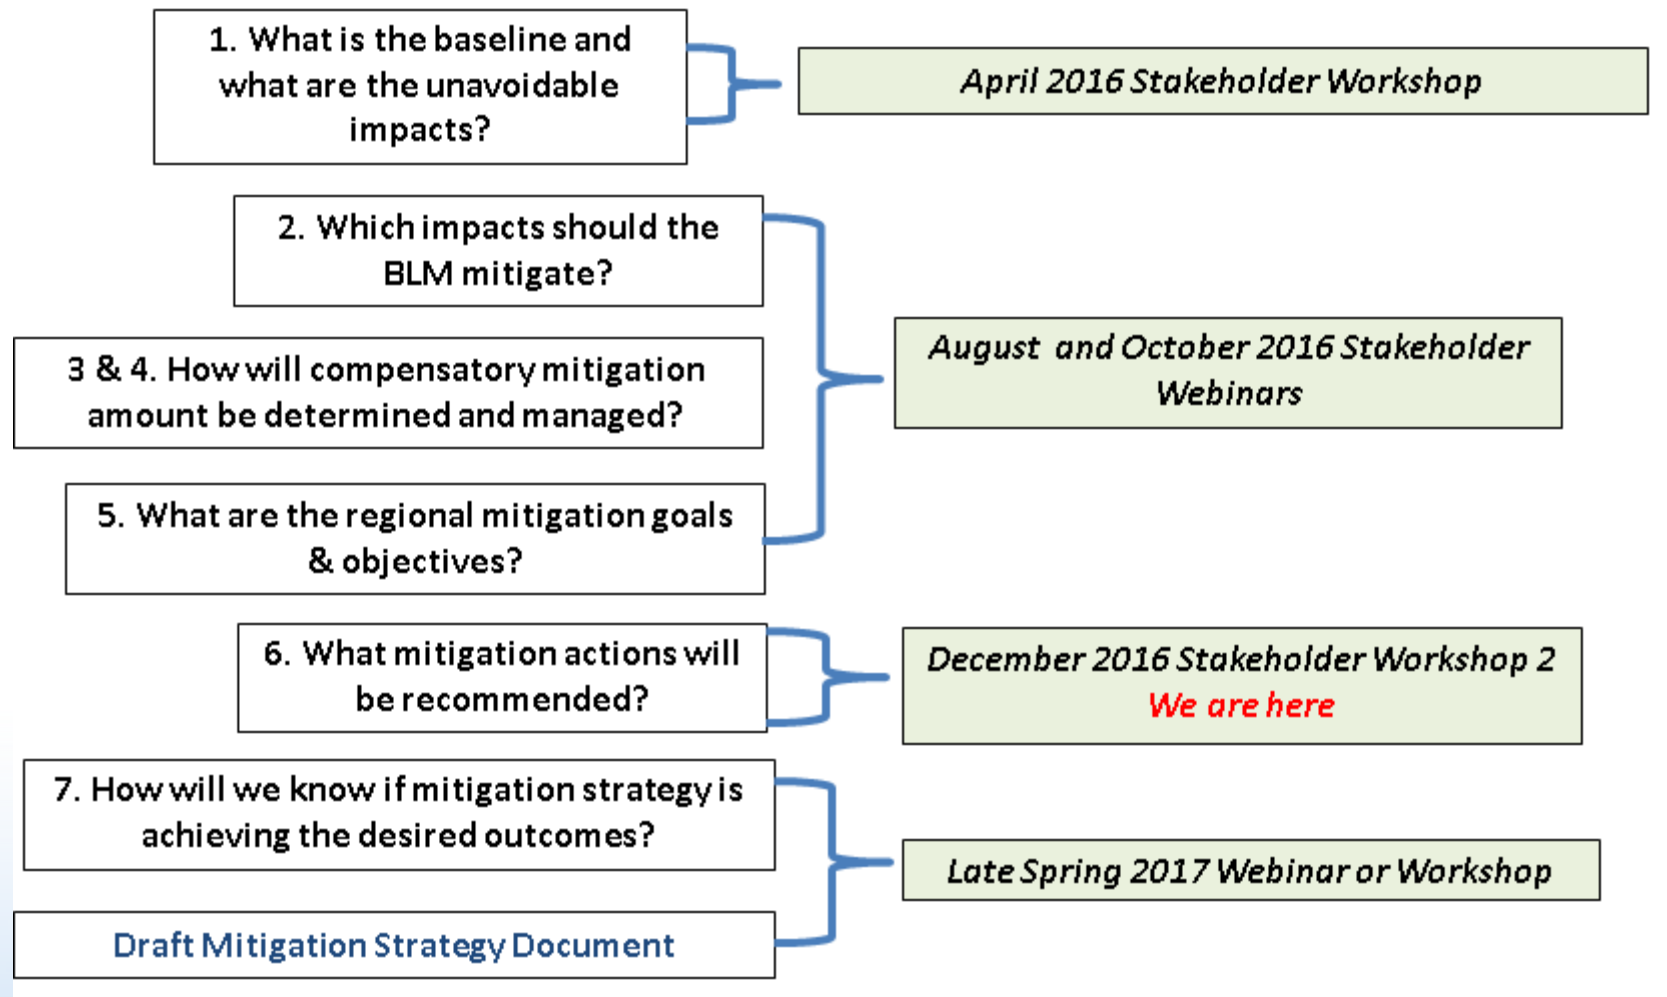 1. What is the baseline and
what are the unavoidable
impacts?
April 2016 Stakeholder Workshop
2. Which impacts should the
BLM mitigate?
3 & 4. How will compensatory mitigation
amount be determined and managed?
5. What are the regional mitigation goals
& objectives?
August and October 2016 Stakeholder
Webinars
6. What mitigation actions will
be recommended?
December 2016 Stakeholder Workshop 2
We are here
7. How will we know if mitigation strategy is
achieving the desired outcomes?
Draft Mitigation Strategy Document
Late Spring 2017 Webinar or Workshop